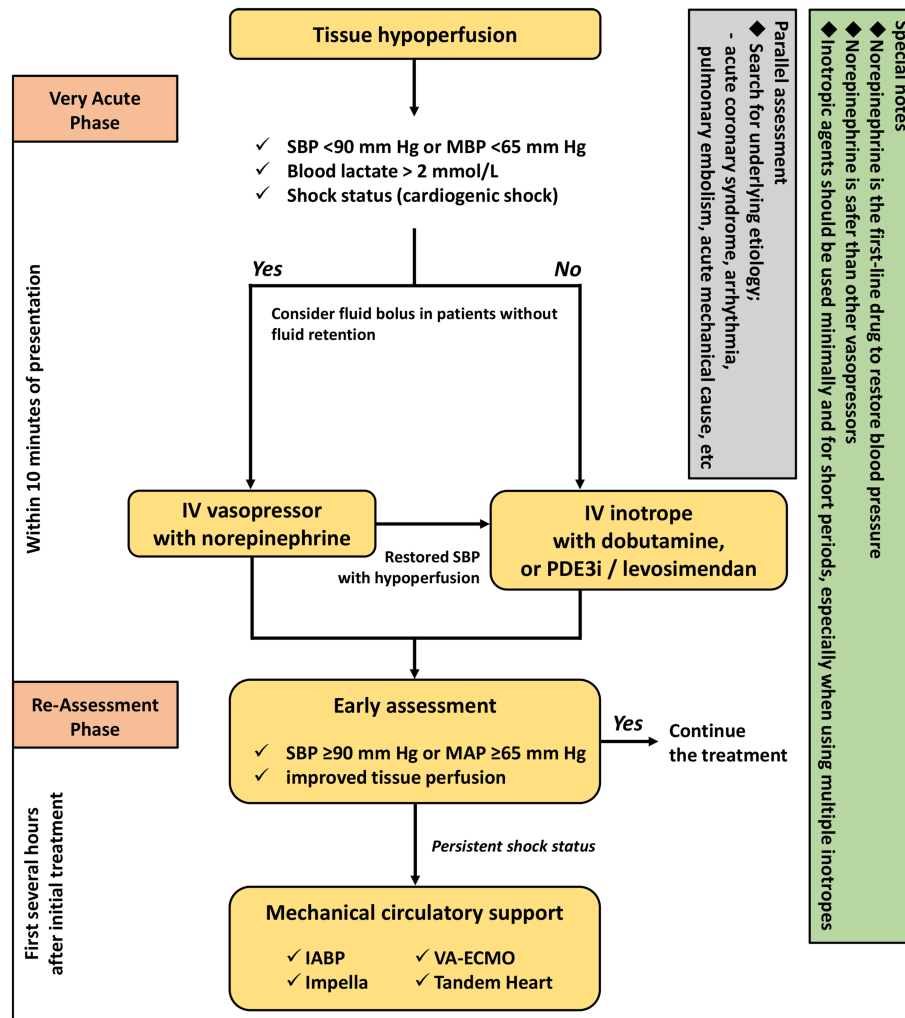 Tissue hypoperfusion
Very Acute
Phase
✓ SBP <90 mm Hg or MBP <65 mm Hg
✓ Blood lactate > 2 mmol/L
✓ Shock status (cardiogenic shock)
Yes
No
Consider fluid bolus in patients without
fluid retention
Within 10 minutes of presentation
IV vasopressor
with norepinephrine
Restored SBP
with hypoperfusion
IV inotrope
with dobutamine,
or PDE3i / levosimendan
Re-Assessment
Phase
Early assessment
✓ SBP ≥90 mm Hg or MAP ≥65 mm Hg
✓ improved tissue perfusion
Yes
Continue
the treatment
First several hours
after initial treatment
Persistent shock status
Mechanical circulatory support
✓ IABP
✓ VA-ECMO
✓ Impella
✓ Tandem Heart
Parallel assessment
◆ Search for underlying etiology;
- acute coronary syndrome, arrhythmia,
pulmonary embolism, acute mechanical cause, etc
Special notes
◆ Norepinephrine is the first-line drug to restore blood pressure
◆ Norepinephrine is safer than other vasopressors
◆ Inotropic agents should be used minimally and for short periods, especially when using multiple inotropes